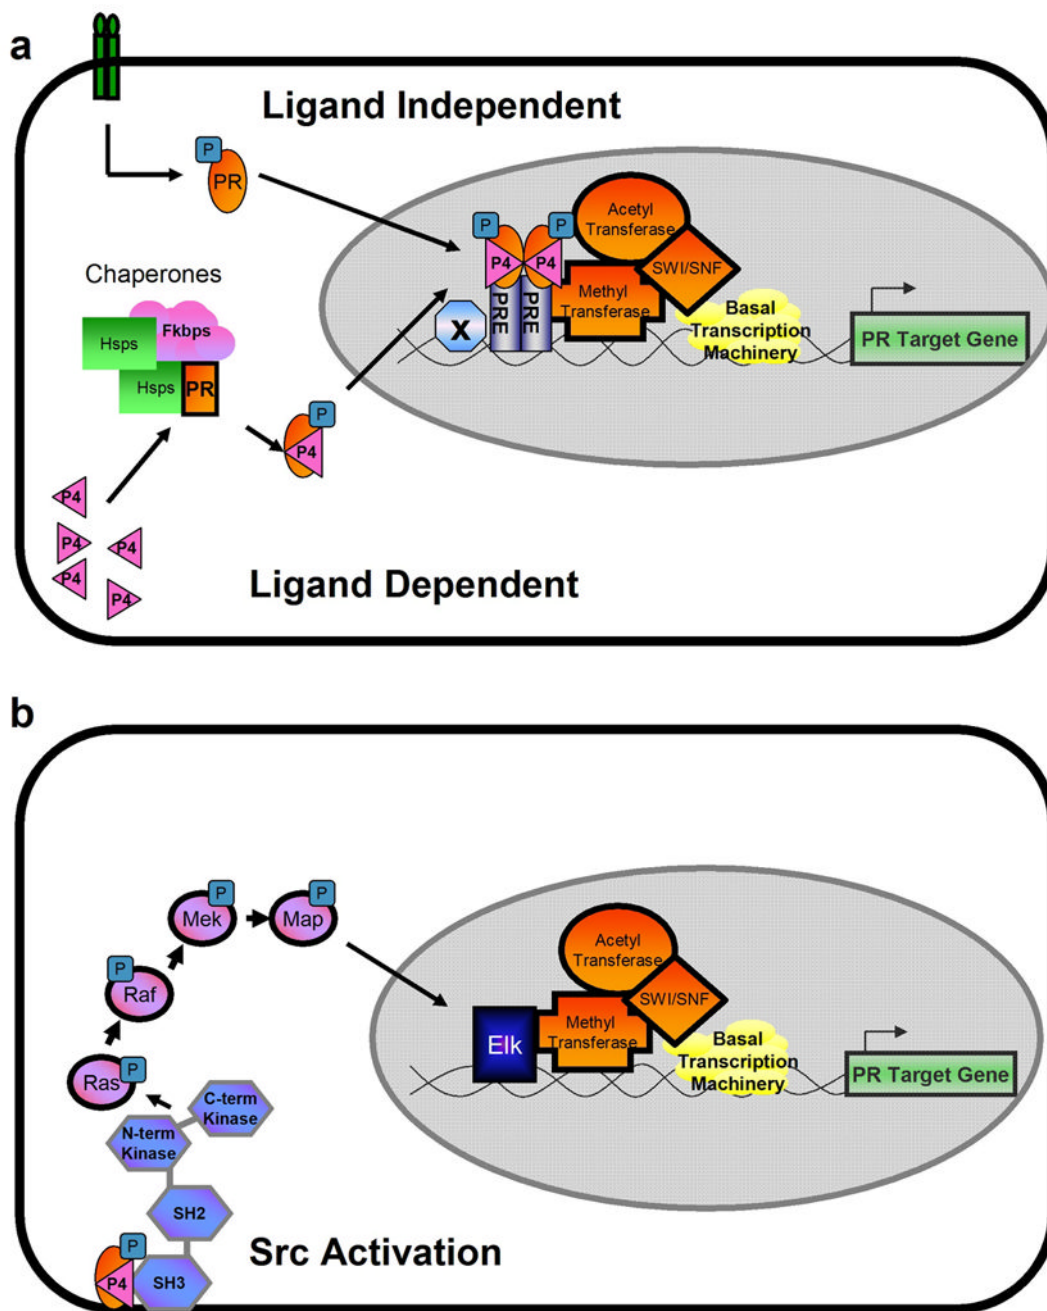 a
Ligand Independent
P
PR
Chaperones
Fkbps
Hsps
Hsps
PR
P4
P4
P4
P4
P4
P
P4
Ligand Dependent
P
P
P4
P4
PRE
PRE
X
Acetyl
Transferase
SWI/SNF
Methyl
Transferase
Basal
Transcription
Machinery
PR Target Gene
b
Mek
P
Map
P
P
Raf
Ras
P
C-term
Kinase
N-term
Kinase
SH2
P
P4
SH3
Src Activation
Acetyl
Transferase
SWI/SNF
Elk
Methyl
Transferase
Basal
Transcription
Machinery
PR Target Gene